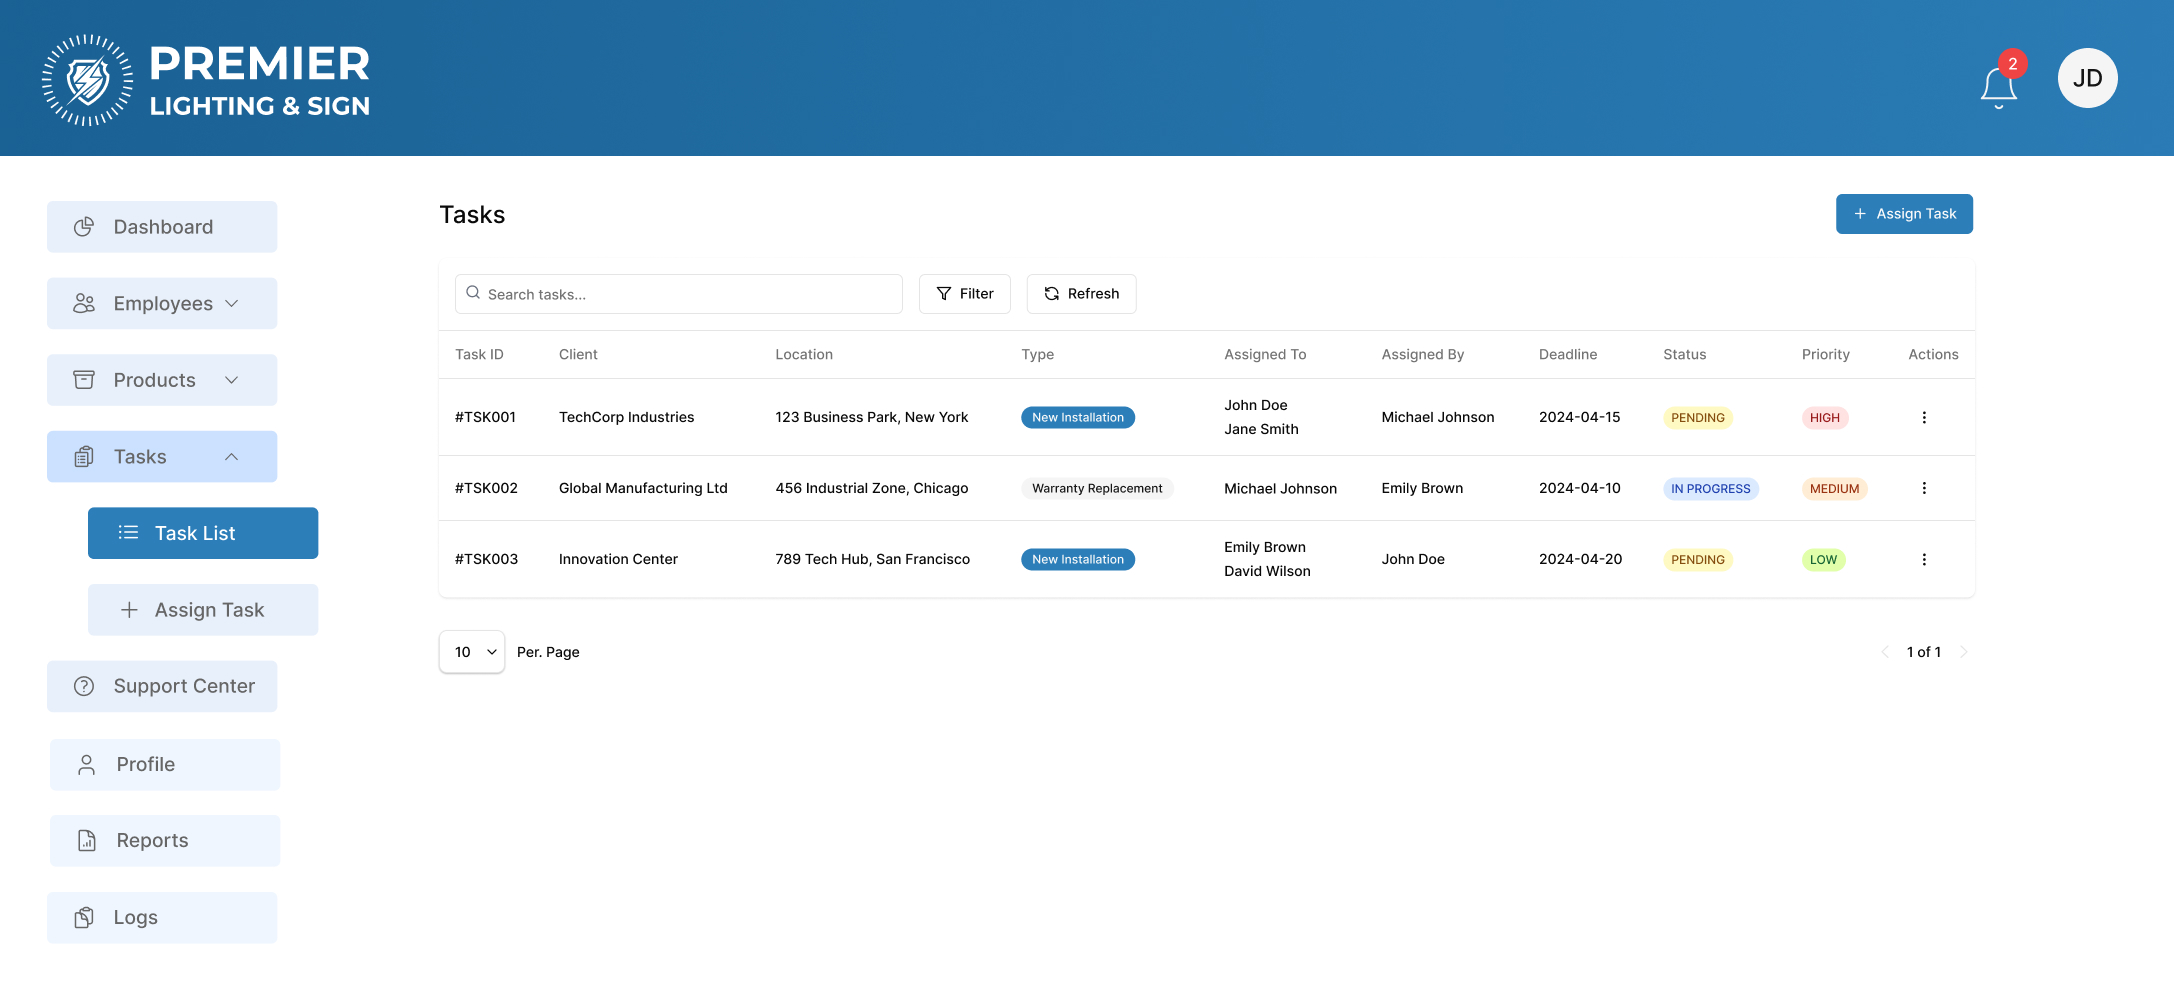 PREMIER
LIGHTING & SIGN
2
JD
Dashboard
Employees
Products
Tasks
Task List
Assign Task
Support Center
Profile
Reports
Logs
Tasks
Assign Task
Search tasks...
Filter
Refresh
Task ID Client Location Type Assigned To Assigned By Deadline Status Priority Actions
#TSK001 TechCorp Industries 123 Business Park, New York New Installation John Doe Jane Smith Michael Johnson 2024-04-15 PENDING HIGH
#TSK002 Global Manufacturing Ltd 456 Industrial Zone, Chicago Warranty Replacement Michael Johnson Emily Brown 2024-04-10 IN PROGRESS MEDIUM
#TSK003 Innovation Center 789 Tech Hub, San Francisco New Installation Emily Brown David Wilson John Doe 2024-04-20 PENDING LOW
10 Per. Page
1 of 1